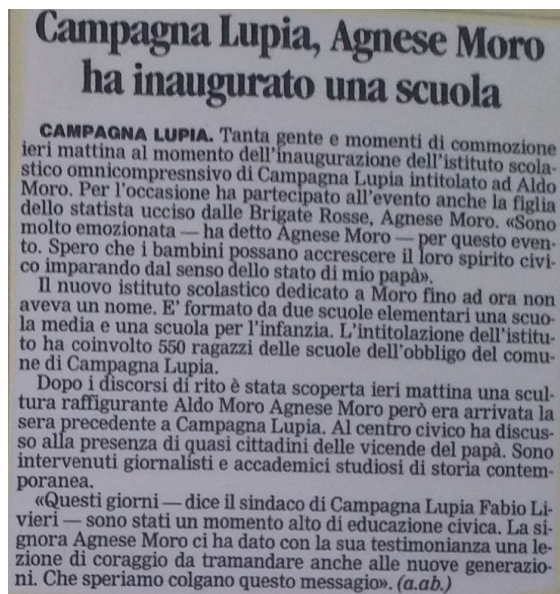 Campagna Lupia, Agnese Moro
ha inaugurato una scuola
CAMPAGNA LUPIA. Tanta gente e momenti di commozione
ieri mattina al momento dell'inaugurazione dell'istituto scola-
stico omnicompresnsivo di Campagna Lupia intitolato ad Aldo
Moro. Per l'occasione ha partecipato all'evento anche la figlia
dello statista ucciso dalle Brigate Rosse, Agnese Moro. «Sono
molto emozionata — ha detto Agnese Moro — per questo even-
to. Spero che i bambini possano accrescere il loro spirito civi-
co imparando dal senso dello stato di mio papà».
Il nuovo istituto scolastico dedicato a Moro fino ad ora non
aveva un nome. E' formato da due scuole elementari una scuo-
la media e una scuola per l'infanzia. L'intitolazione dell'istitu-
to ha coinvolto 550 ragazzi delle scuole dell'obbligo del comu-
ne di Campagna Lupia.
Dopo i discorsi di rito è stata scoperta ieri mattina una scul-
tura raffigurante Aldo Moro Agnese Moro però era arrivata la
sera precedente a Campagna Lupia. Al centro civico ha discus-
so alla presenza di quasi cittadini delle vicende del papà. Sono
intervenuti giornalisti e accademici studiosi di storia contem-
poranea.
«Questi giorni — dice il sindaco di Campagna Lupia Fabio Li-
vieri — sono stati un momento alto di educazione civica. La si-
gnora Agnese Moro ci ha dato con la sua testimonianza una le-
zione di coraggio da tramandare anche alle nuove generazio-
ni. Che speriamo colgano questo messagio». (a.ab.)